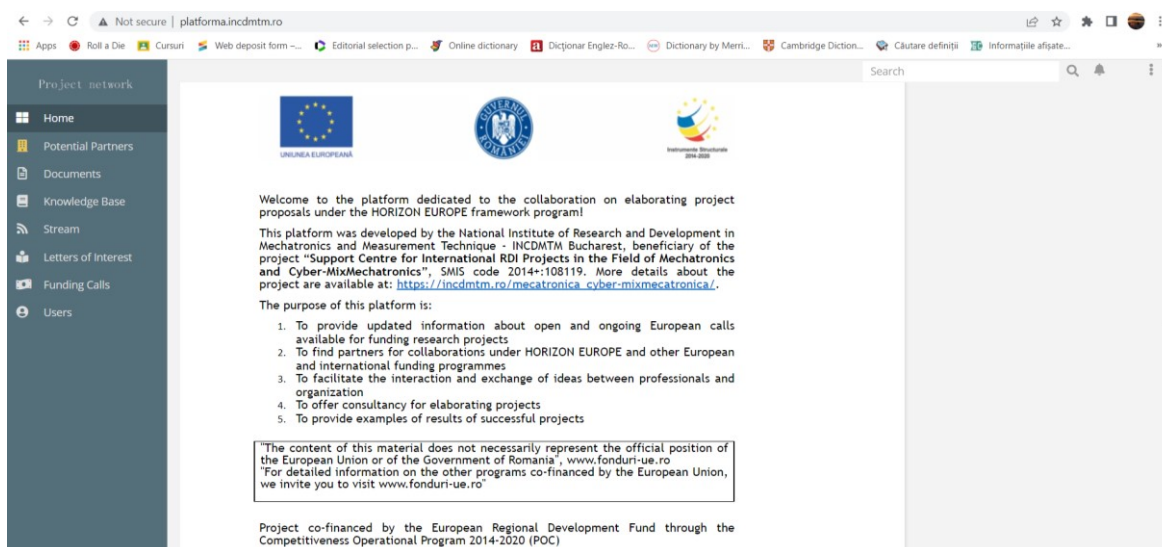 Not secure | platforma.incdmtm.ro
Apps Roll a Die Cursuri Web deposit form –... Editorial selection p... Online dictionary Dicționar Englez-Ro... Dictionary by Merri... Cambridge Diction... Căutare definiții Informațiile afișate... »
Search
Project network
Home
Potential Partners
Documents
Knowledge Base
Stream
Letters of Interest
Funding Calls
Users
UNIUNEA EUROPEANĂ
GUVERNUL ROMÂNIEI
Instrumente Structurale
2014-2020
Welcome to the platform dedicated to the collaboration on elaborating project
proposals under the HORIZON EUROPE framework program!
This platform was developed by the National Institute of Research and Development in
Mechatronics and Measurement Technique - INCDMTM Bucharest, beneficiary of the
project “Support Centre for International RDI Projects in the Field of Mechatronics
and Cyber-MixMechatronics”, SMIS code 2014+:108119. More details about the
project are available at: https://incdmtm.ro/mecatronica_cyber-mixmecatronica/.
The purpose of this platform is:
1. To provide updated information about open and ongoing European calls
available for funding research projects
2. To find partners for collaborations under HORIZON EUROPE and other European
and international funding programmes
3. To facilitate the interaction and exchange of ideas between professionals and
organization
4. To offer consultancy for elaborating projects
5. To provide examples of results of successful projects
"The content of this material does not necessarily represent the official position of
the European Union or of the Government of Romania", www.fonduri-ue.ro
"For detailed information on the other programs co-financed by the European Union,
we invite you to visit www.fonduri-ue.ro"
Project co-financed by the European Regional Development Fund through the
Competitiveness Operational Program 2014-2020 (POC)